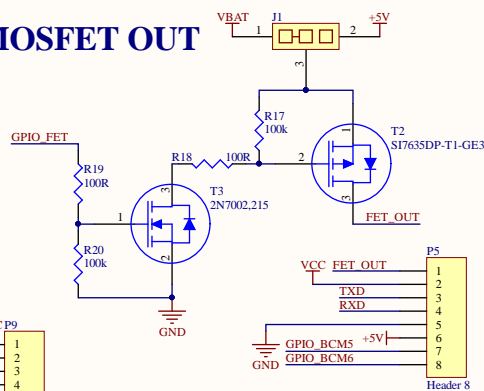 MOSFET OUT
VBAT
J1
+5V
1
2
3
R17
100k
T2
SI7635DP-T1-GE3
1
2
3
FET_OUT
GPIO_FET
R18
100R
R19
100R
T3
2N7002,215
3
1
2
R20
100k
GND
P5
VCC
FET_OUT
1
2
TXD
3
RXD
4
5
+5V
6
GPIO_BCM5
7
GND
GPIO_BCM6
8
Header 8
P9
1
2
3
4